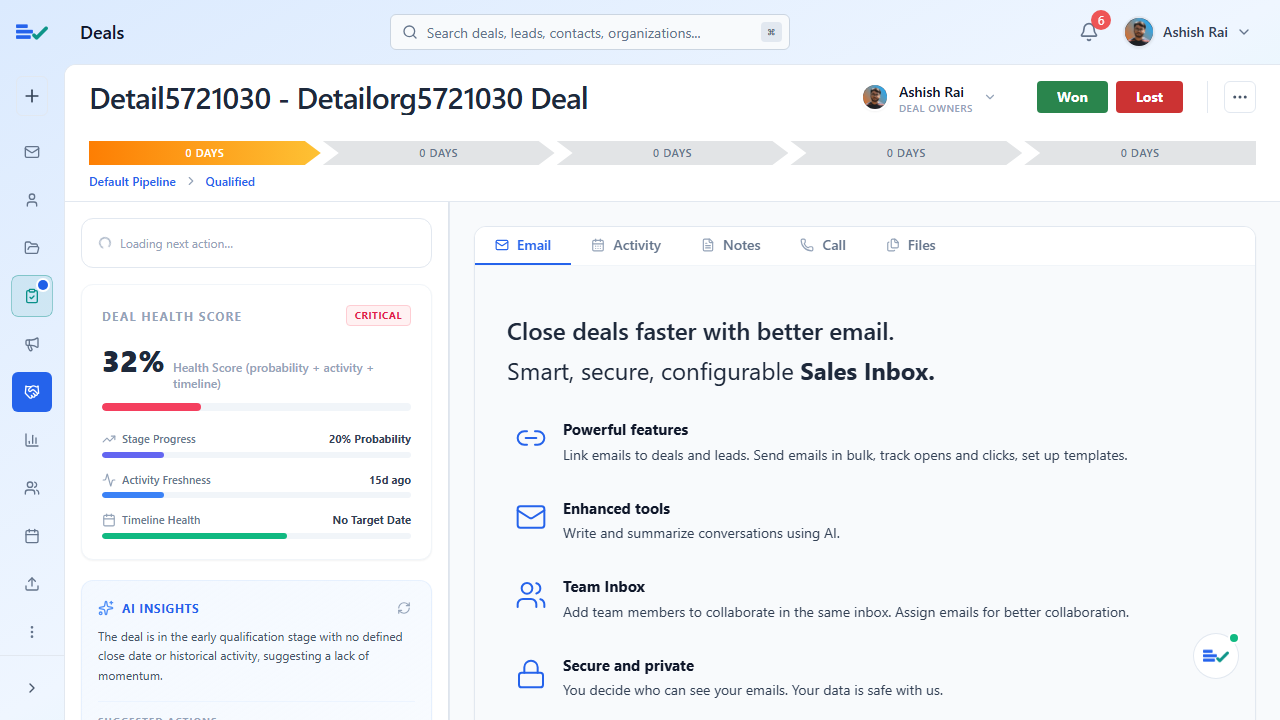 Deals
Search deals, leads, contacts, organizations...
⌘
6
Ashish Rai
Detail5721030 - Detailorg5721030 Deal
Ashish Rai
DEAL OWNERS
Won
Lost
0 DAYS
0 DAYS
0 DAYS
0 DAYS
0 DAYS
Default Pipeline
Qualified
Loading next action...
DEAL HEALTH SCORE
CRITICAL
32%
Health Score (probability + activity +
timeline)
Stage Progress
20% Probability
Activity Freshness
15d ago
Timeline Health
No Target Date
AI INSIGHTS
The deal is in the early qualification stage with no defined
close date or historical activity, suggesting a lack of
momentum.
SUGGESTED ACTIONS
Email
Activity
Notes
Call
Files
Close deals faster with better email.
Smart, secure, configurable Sales Inbox.
Powerful features
Link emails to deals and leads. Send emails in bulk, track opens and clicks, set up templates.
Enhanced tools
Write and summarize conversations using AI.
Team Inbox
Add team members to collaborate in the same inbox. Assign emails for better collaboration.
Secure and private
You decide who can see your emails. Your data is safe with us.